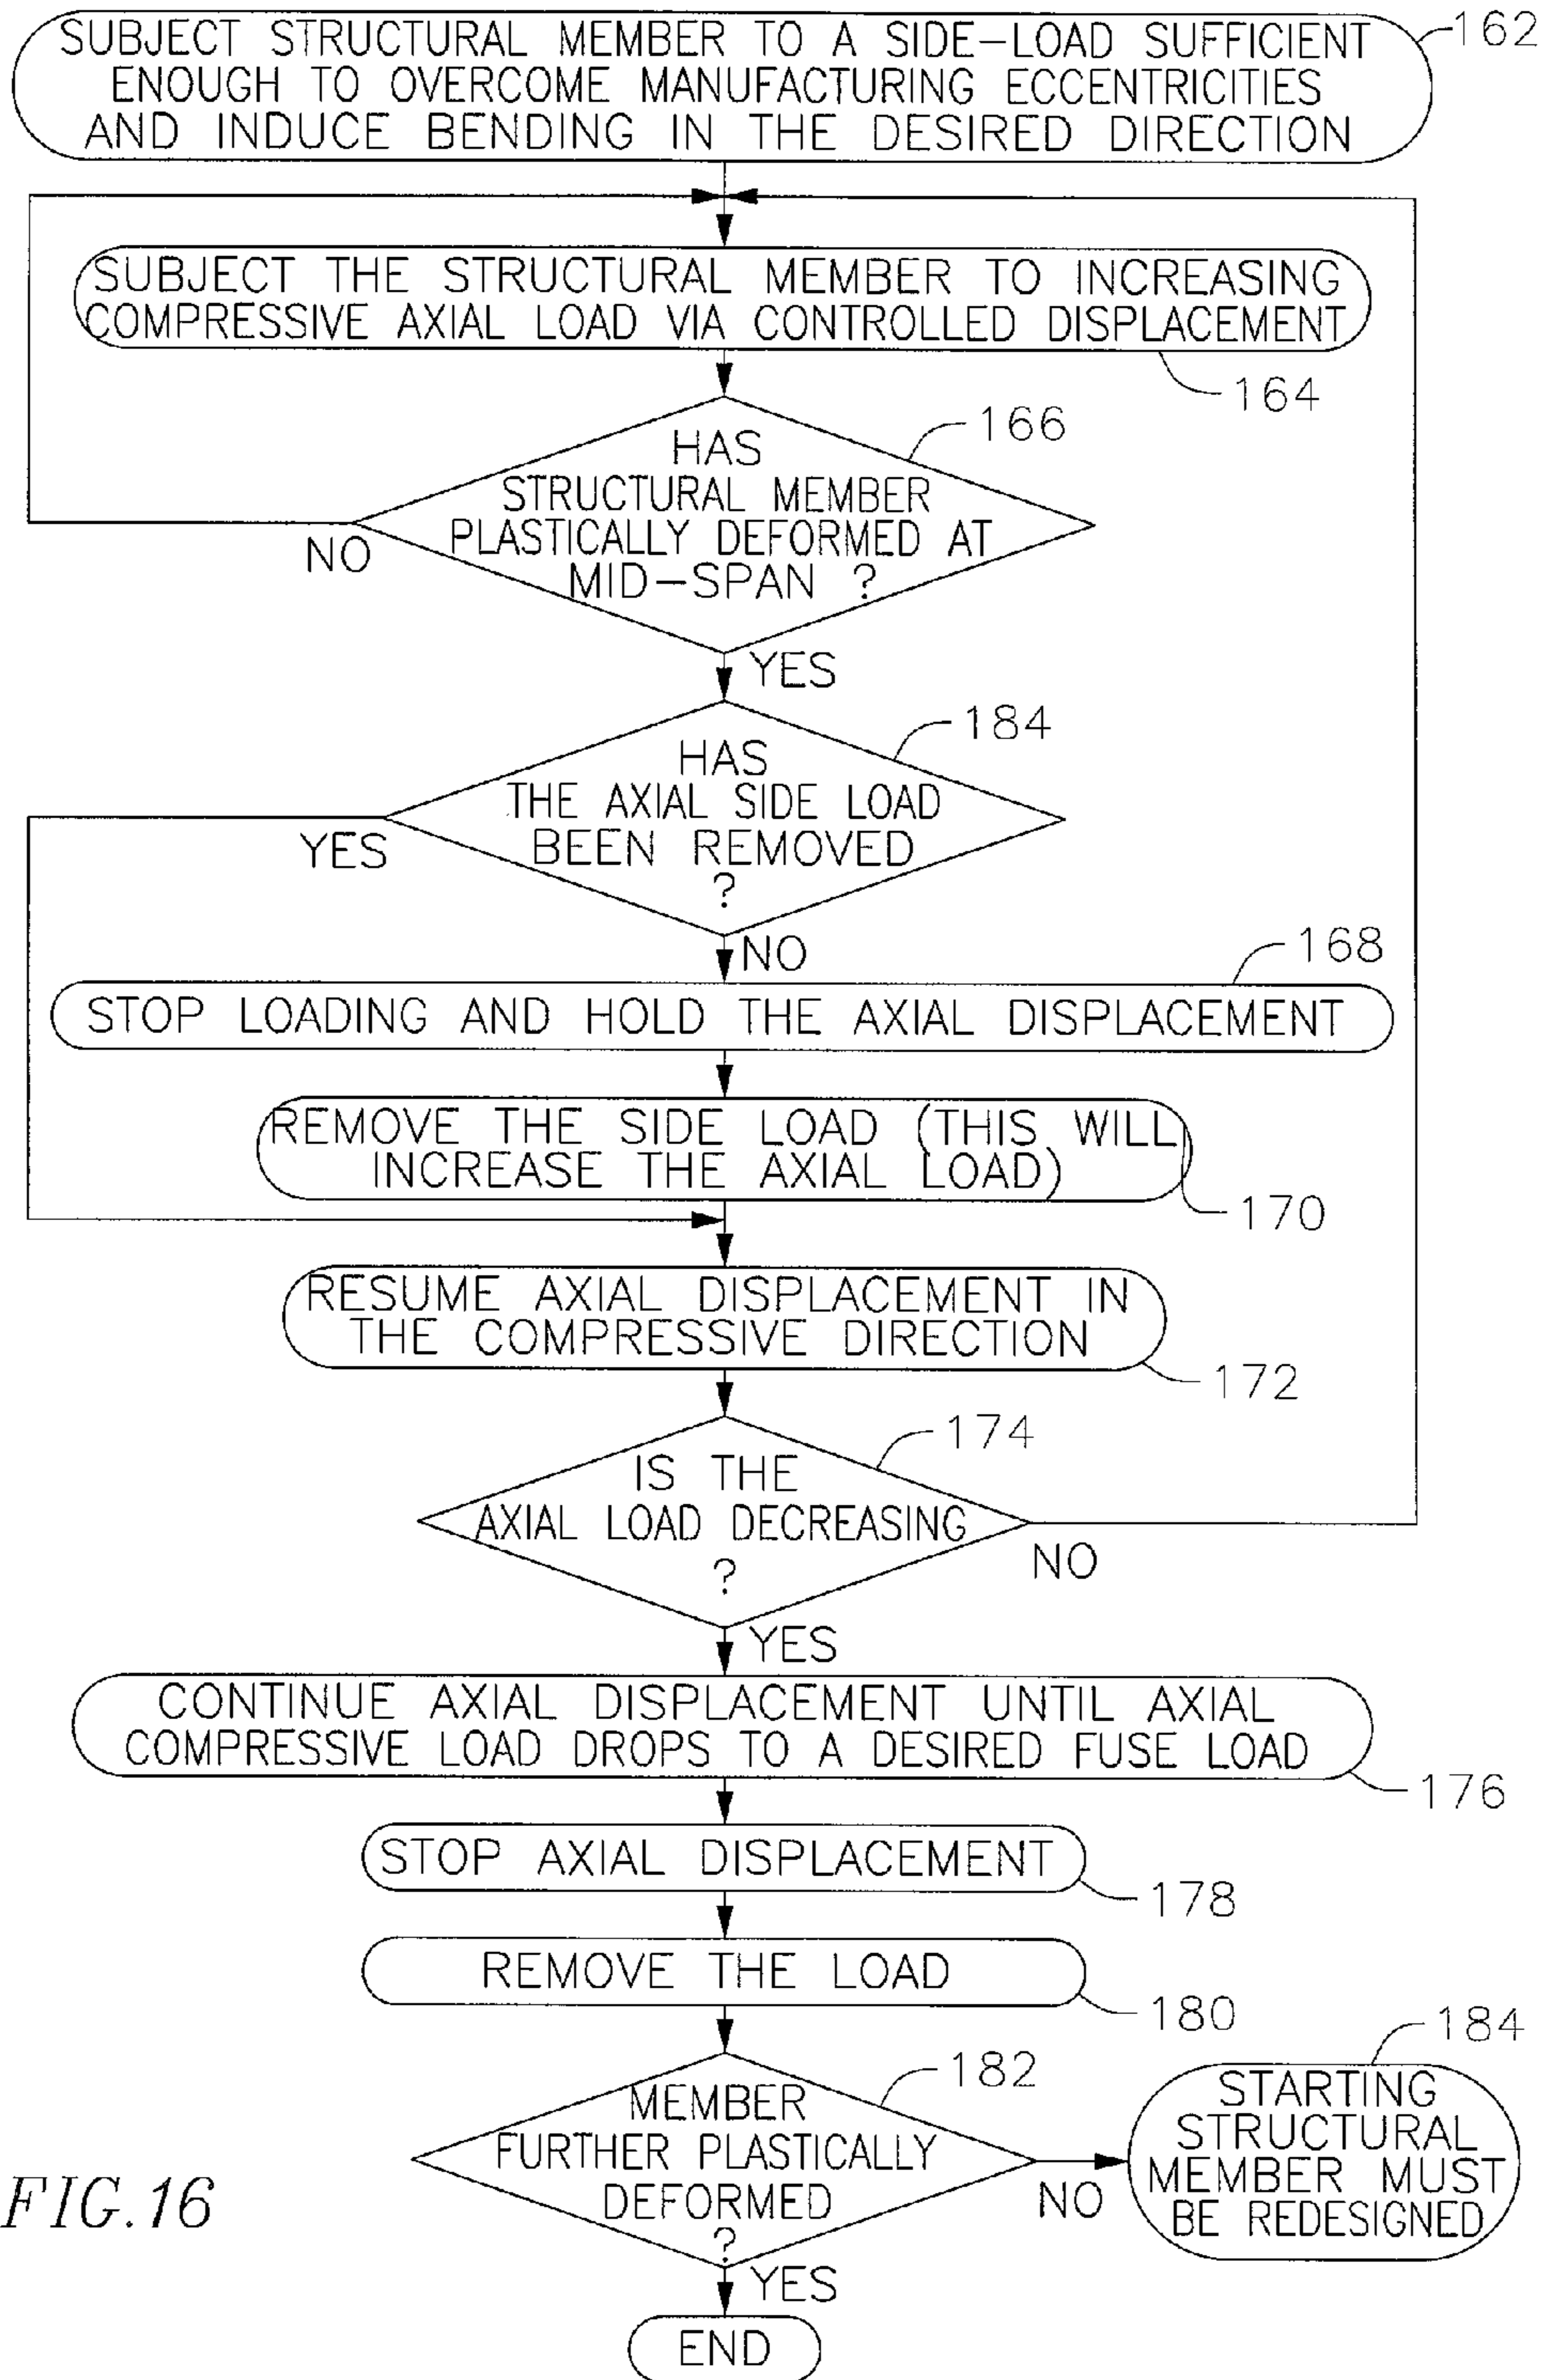 SUBJECT STRUCTURAL MEMBER TO A SIDE-LOAD SUFFICIENT
ENOUGH TO OVERCOME MANUFACTURING ECCENTRICITIES
AND INDUCE BENDING IN THE DESIRED DIRECTION
162
SUBJECT THE STRUCTURAL MEMBER TO INCREASING
COMPRESSIVE AXIAL LOAD VIA CONTROLLED DISPLACEMENT
164
166
HAS
STRUCTURAL MEMBER
PLASTICALLY DEFORMED AT
MID-SPAN ?
NO
YES
184
HAS
THE AXIAL SIDE LOAD
BEEN REMOVED
?
YES
NO
168
STOP LOADING AND HOLD THE AXIAL DISPLACEMENT
REMOVE THE SIDE LOAD (THIS WILL
INCREASE THE AXIAL LOAD)
170
RESUME AXIAL DISPLACEMENT IN
THE COMPRESSIVE DIRECTION
172
174
IS THE
AXIAL LOAD DECREASING
?
NO
YES
CONTINUE AXIAL DISPLACEMENT UNTIL AXIAL
COMPRESSIVE LOAD DROPS TO A DESIRED FUSE LOAD
176
STOP AXIAL DISPLACEMENT
178
REMOVE THE LOAD
180
182
MEMBER
FURTHER PLASTICALLY
DEFORMED
?
NO
184
STARTING
STRUCTURAL
MEMBER MUST
BE REDESIGNED
YES
END
FIG.16